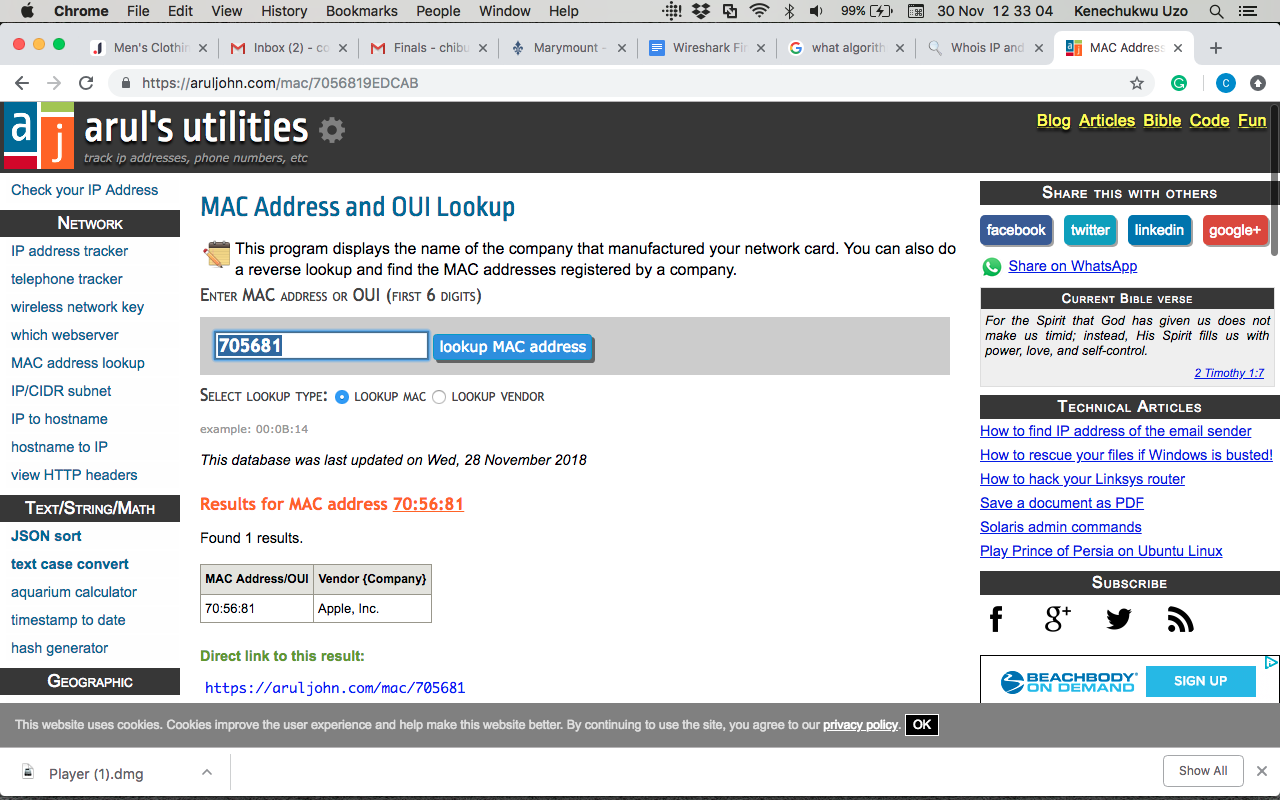 Chrome File Edit View History Bookmarks People Window Help 99% 30 Nov 12 33 04 Kenechukwu Uzo
Men's Clothin Inbox (2) - co Finals - chibu Marymount - Wireshark Fin what algorith Whois IP and MAC Address
https://aruljohn.com/mac/7056819EDCAB
C
a
j
arul's utilities
track ip addresses, phone numbers, etc
Blog Articles Bible Code Fun
Check your IP Address
Network
IP address tracker
telephone tracker
wireless network key
which webserver
MAC address lookup
IP/CIDR subnet
IP to hostname
hostname to IP
view HTTP headers
Text/String/Math
JSON sort
text case convert
aquarium calculator
timestamp to date
hash generator
Geographic
MAC Address and OUI Lookup
This program displays the name of the company that manufactured your network card. You can also do
a reverse lookup and find the MAC addresses registered by a company.
Enter MAC address or OUI (first 6 digits)
705681 lookup MAC address
Select lookup type: lookup mac lookup vendor
example: 00:0B:14
This database was last updated on Wed, 28 November 2018
Results for MAC address 70:56:81
Found 1 results.
MAC Address/OUI Vendor {Company}
70:56:81 Apple, Inc.
Direct link to this result:
https://aruljohn.com/mac/705681
Share this with others
facebook twitter linkedin google+
Share on WhatsApp
Current Bible verse
For the Spirit that God has given us does not
make us timid; instead, His Spirit fills us with
power, love, and self-control.
2 Timothy 1:7
Technical Articles
How to find IP address of the email sender
How to rescue your files if Windows is busted!
How to hack your Linksys router
Save a document as PDF
Solaris admin commands
Play Prince of Persia on Ubuntu Linux
Subscribe
f g+
BEACHBODY
ON DEMAND
SIGN UP
This website uses cookies. Cookies improve the user experience and help make this website better. By continuing to use the site, you agree to our privacy policy. OK
Player (1).dmg
Show All